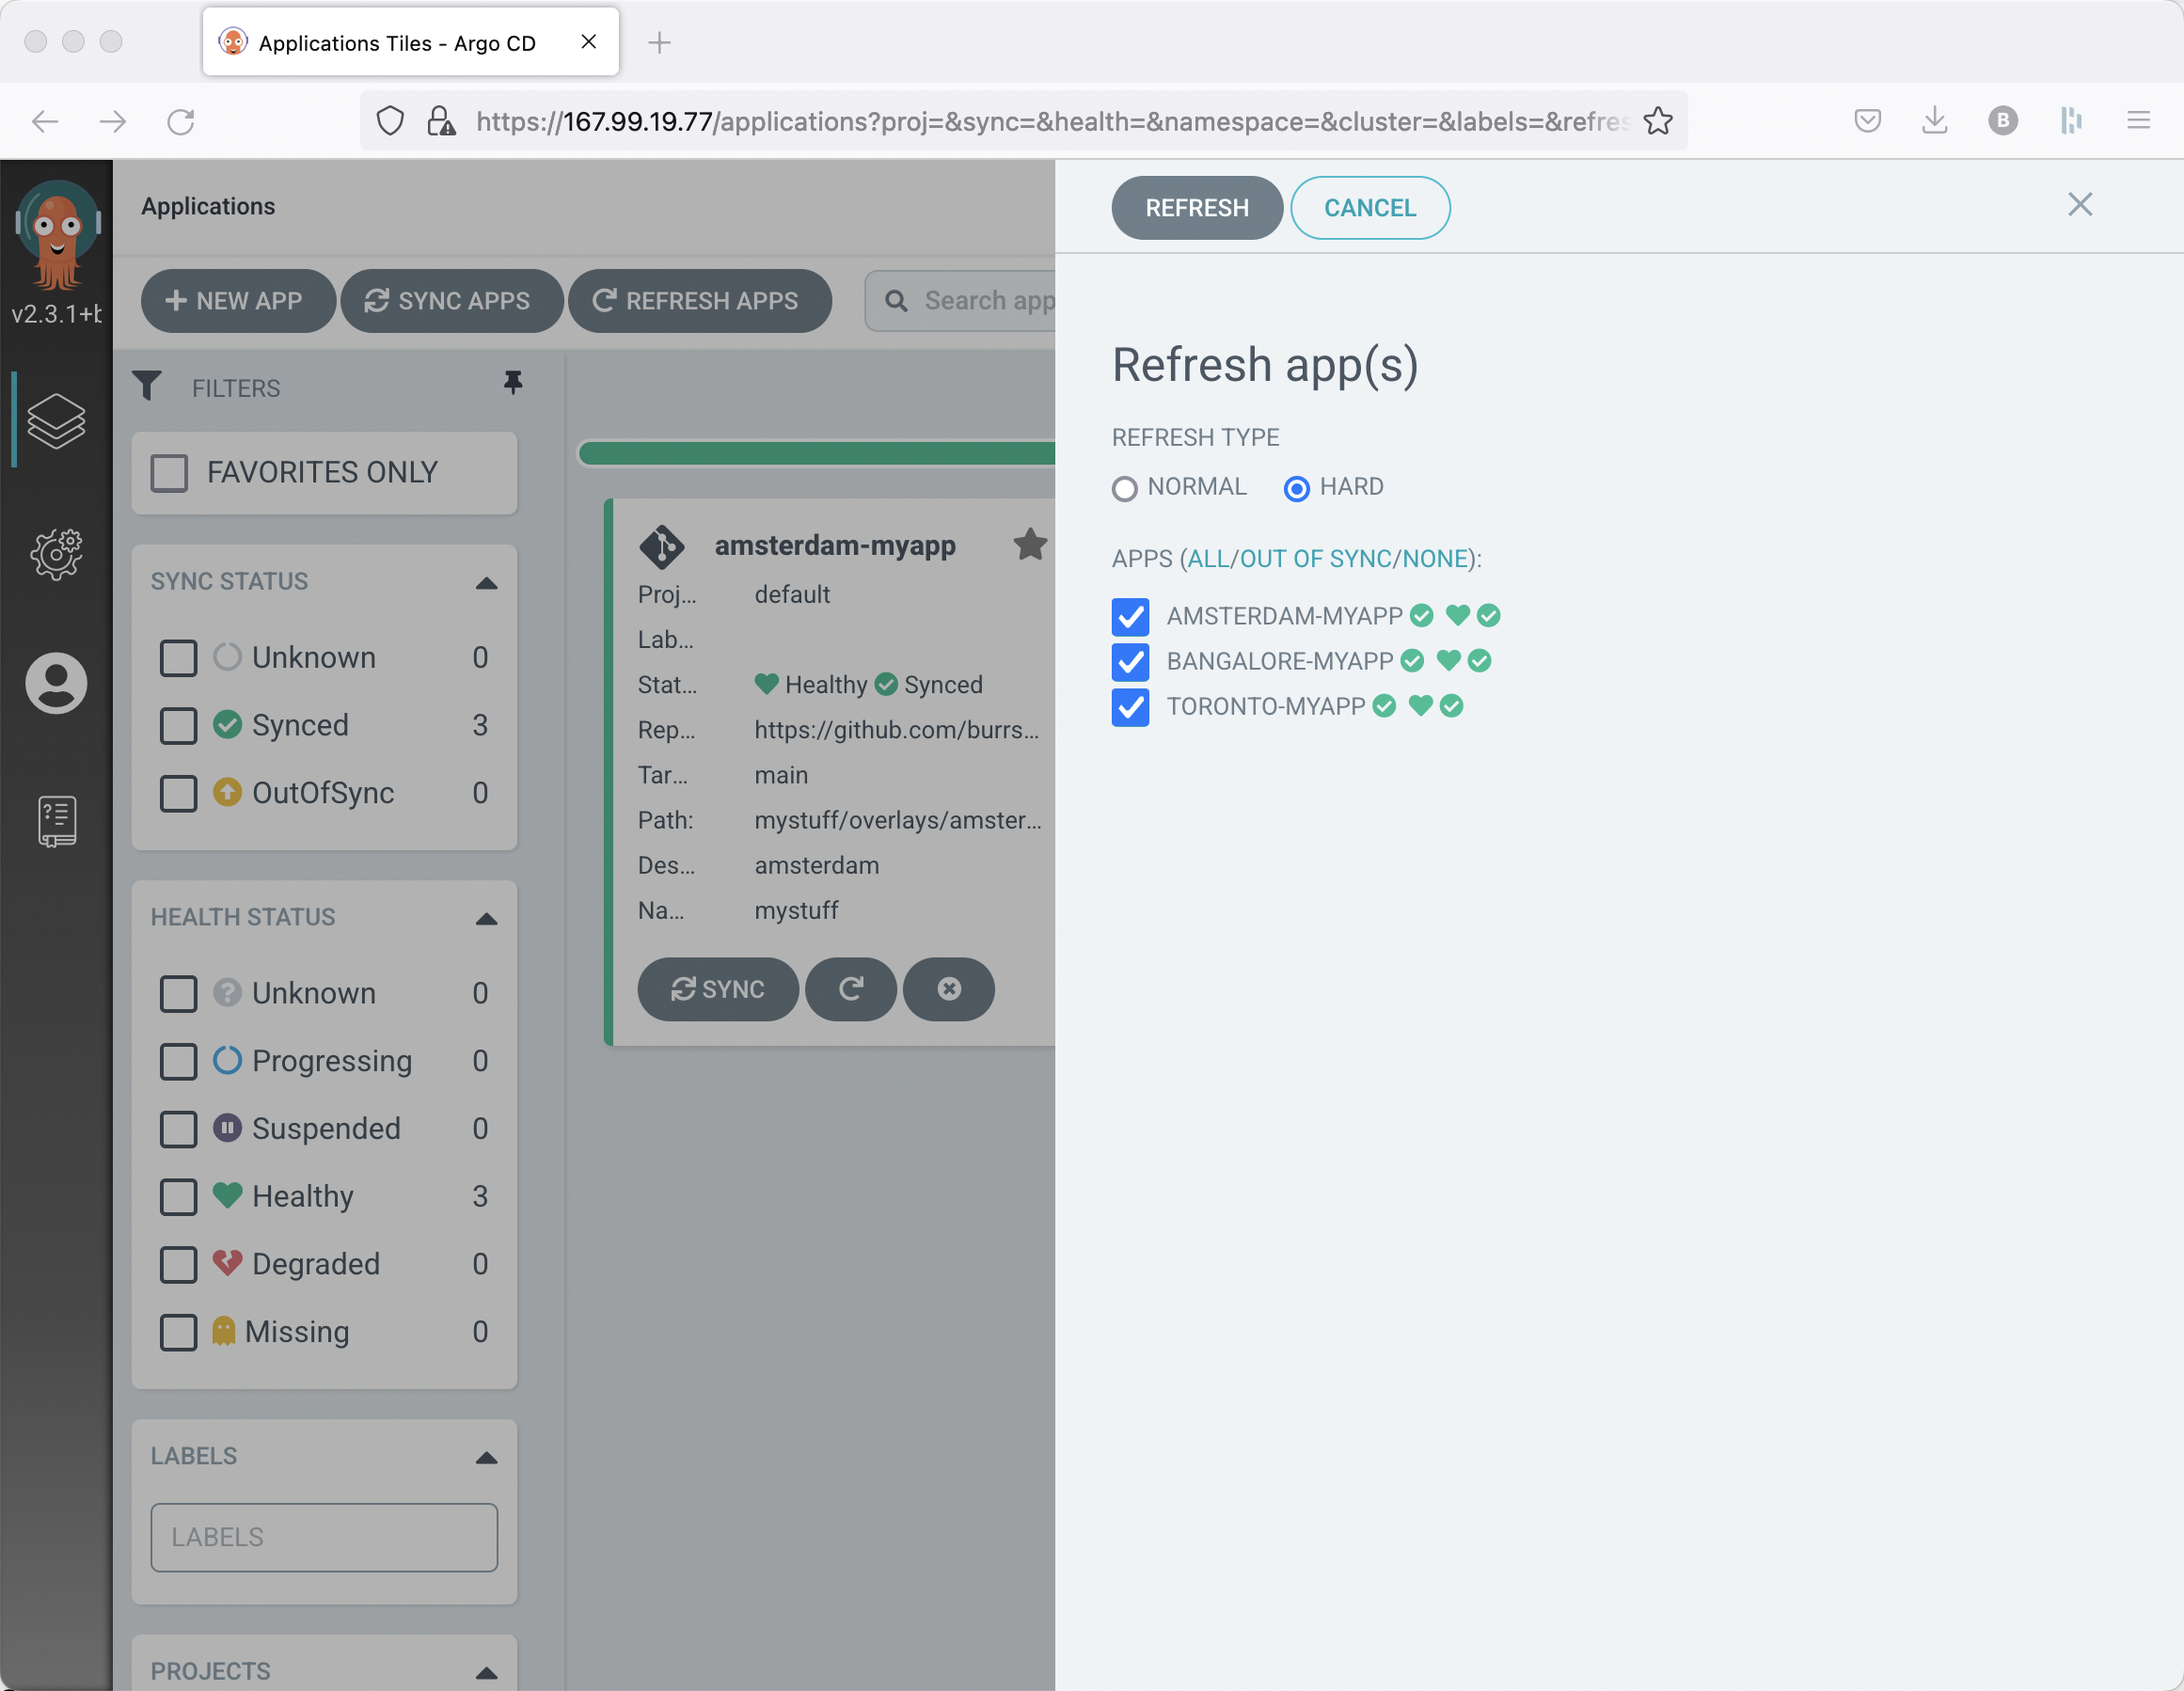 Applications Tiles - Argo CD
https://167.99.19.77/applications?proj=&sync=&health=&namespace=&cluster=&labels=&refres
B
v2.3.1+b
Applications
NEW APP SYNC APPS REFRESH APPS Search app
FILTERS
FAVORITES ONLY
SYNC STATUS
Unknown 0
Synced 3
OutOfSync 0
HEALTH STATUS
Unknown 0
Progressing 0
Suspended 0
Healthy 3
Degraded 0
Missing 0
LABELS
LABELS
PROJECTS
amsterdam-myapp
Proj... default
Lab...
Stat... Healthy Synced
Rep... https://github.com/burrs...
Tar... main
Path: mystuff/overlays/amster...
Des... amsterdam
Na... mystuff
SYNC
REFRESH CANCEL
Refresh app(s)
REFRESH TYPE
NORMAL HARD
APPS (ALL/OUT OF SYNC/NONE):
AMSTERDAM-MYAPP
BANGALORE-MYAPP
TORONTO-MYAPP